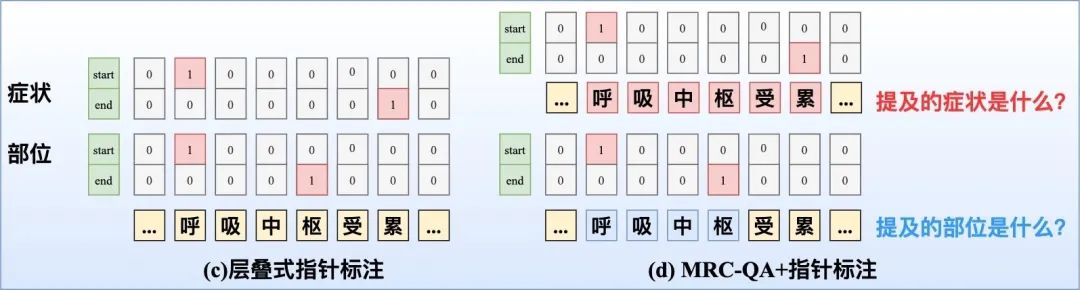 症状
start 0 1 0 0 0 0 0 0
end 0 0 0 0 0 0 1 0
部位
start 0 1 0 0 0 0 0 0
end 0 0 0 0 1 0 0 0
... 呼 吸 中 枢 受 累 ...
(c)层叠式指针标注
start 0 1 0 0 0 0 0 0
end 0 0 0 0 0 0 1 0
... 呼 吸 中 枢 受 累 ...
提及的症状是什么?
start 0 1 0 0 0 0 0 0
end 0 0 0 0 1 0 0 0
... 呼 吸 中 枢 受 累 ...
提及的部位是什么?
(d) MRC-QA+指针标注